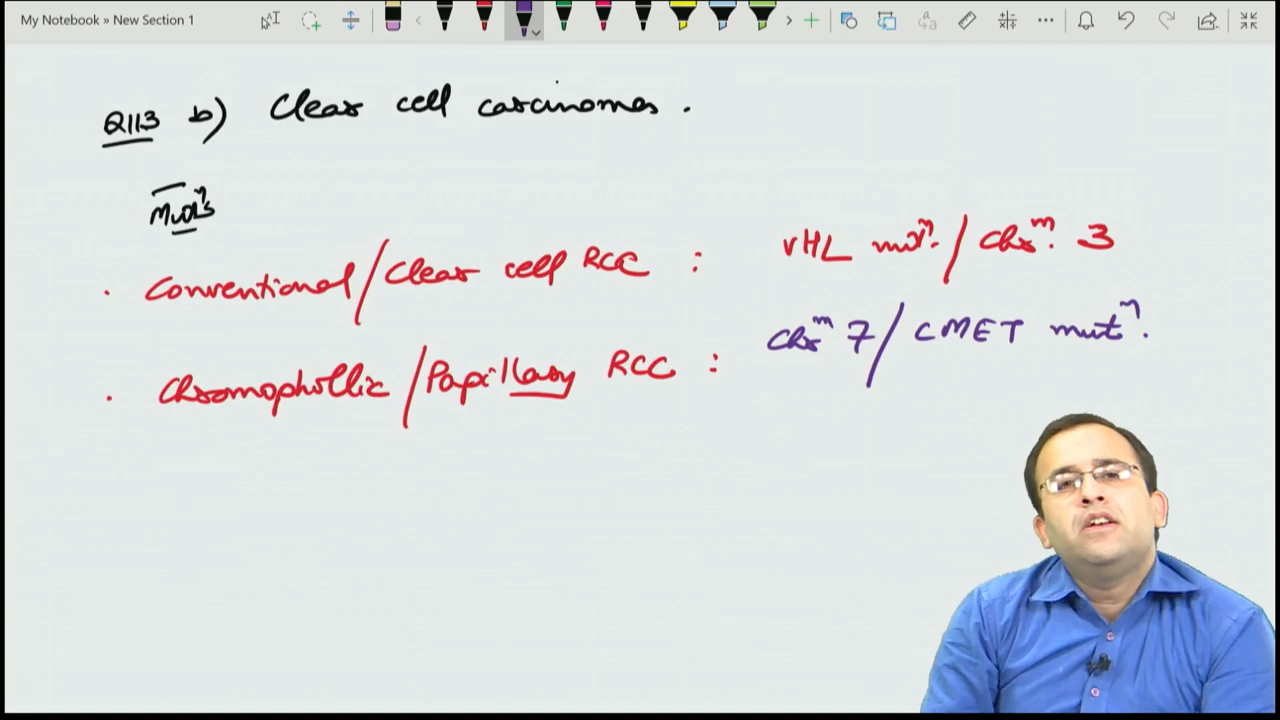 My Notebook » New Section 1
Q113 b) Clear cell carcinomas.
Mutⁿs
· Conventional/Clear cell RCC : VHL mutⁿ./Chrᵐ. 3
· Chromophillic/Papillary RCC : Chrᵐ 7/CMET mutⁿ.